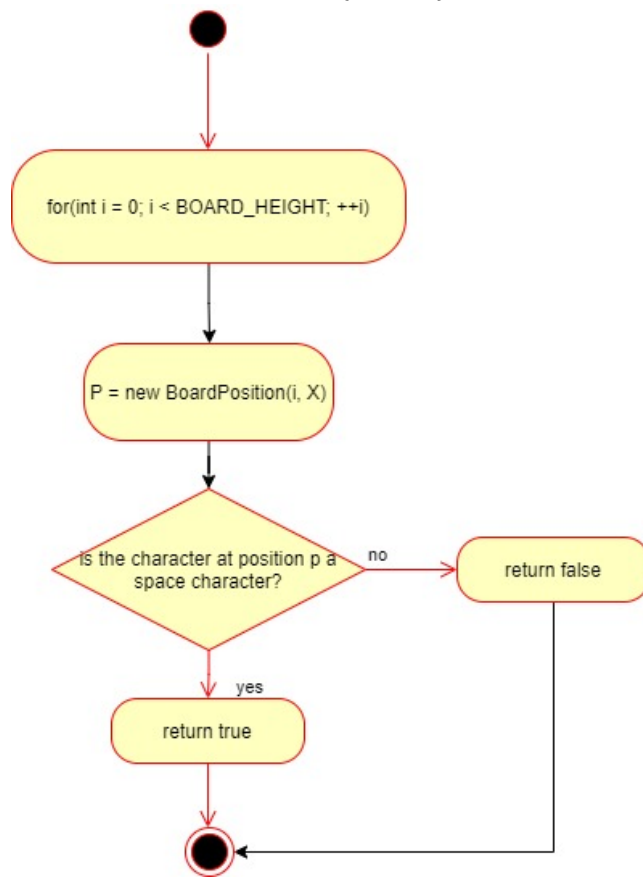 for(int i = 0; i < BOARD_HEIGHT; ++i)
P = new BoardPosition(i, X)
is the character at position p a
space character?
no
return false
yes
return true